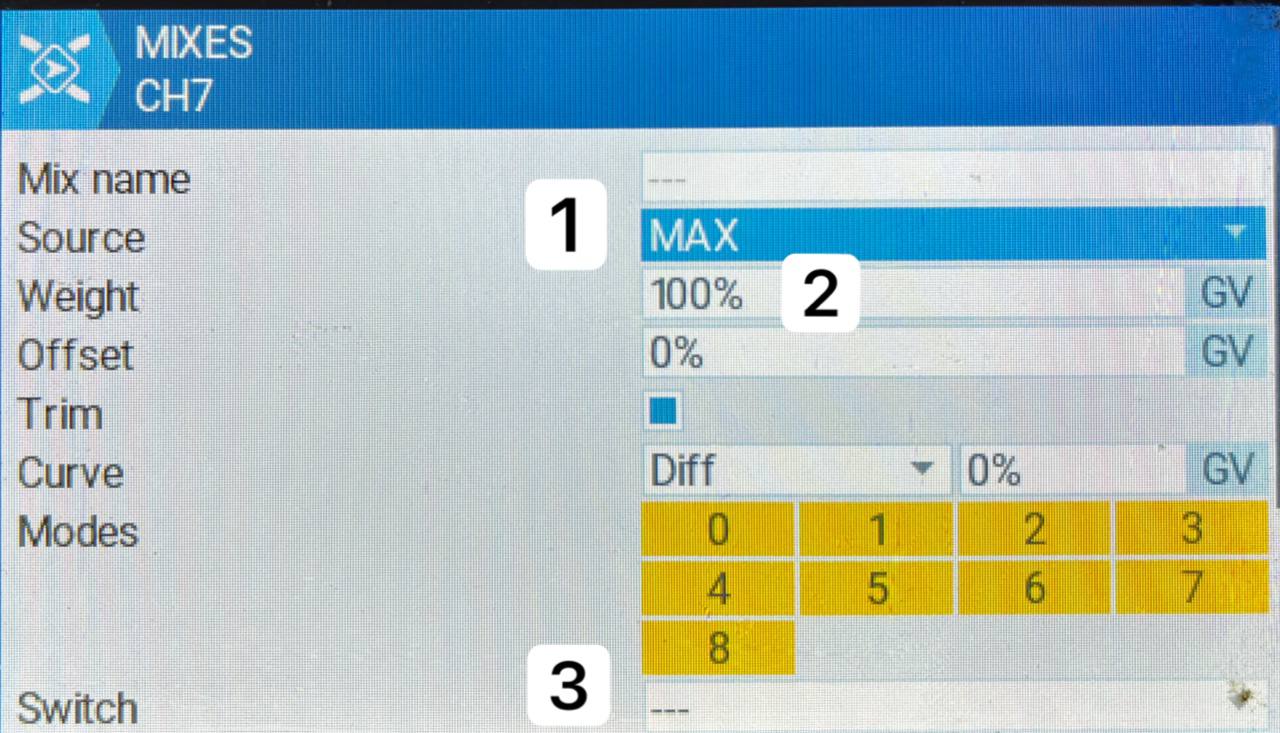 MIXES
CH7
Mix name ---
1
Source MAX
Weight 100% 2 GV
Offset 0% GV
Trim
Curve Diff 0% GV
Modes 0 1 2 3
4 5 6 7
8
3
Switch ---